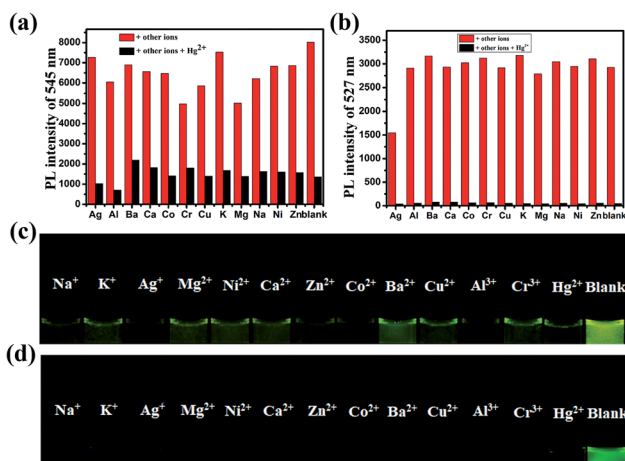 (a)
+ other ions
+ other ions + Hg²⁺
PL intensity of 545 nm
8000
7000
6000
5000
4000
3000
2000
1000
0
Ag Al Ba Ca Co Cr Cu K Mg Na Ni Zn blank
(b)
+ other ions
+ other ions + Hg²⁺
PL intensity of 527 nm
3500
3000
2500
2000
1500
1000
500
0
Ag Al Ba Ca Co Cr Cu K Mg Na Ni Zn blank
(c)
Na⁺ K⁺ Ag⁺ Mg²⁺ Ni²⁺ Ca²⁺ Zn²⁺ Co²⁺ Ba²⁺ Cu²⁺ Al³⁺ Cr³⁺ Hg²⁺ Blank
(d)
Na⁺ K⁺ Ag⁺ Mg²⁺ Ni²⁺ Ca²⁺ Zn²⁺ Co²⁺ Ba²⁺ Cu²⁺ Al³⁺ Cr³⁺ Hg²⁺ Blank